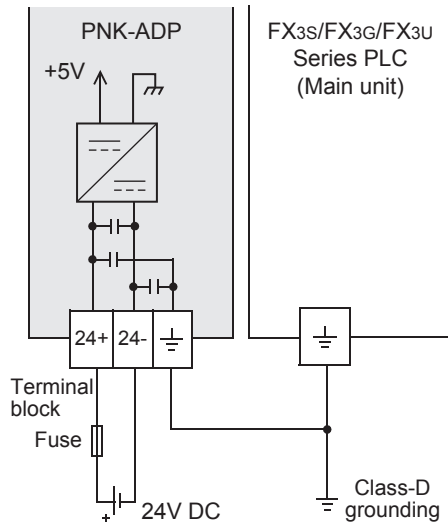 PNK-ADP
FX3S/FX3G/FX3U
Series PLC
(Main unit)
+5V
24+
24-
Terminal
block
Fuse
+
24V DC
Class-D
grounding